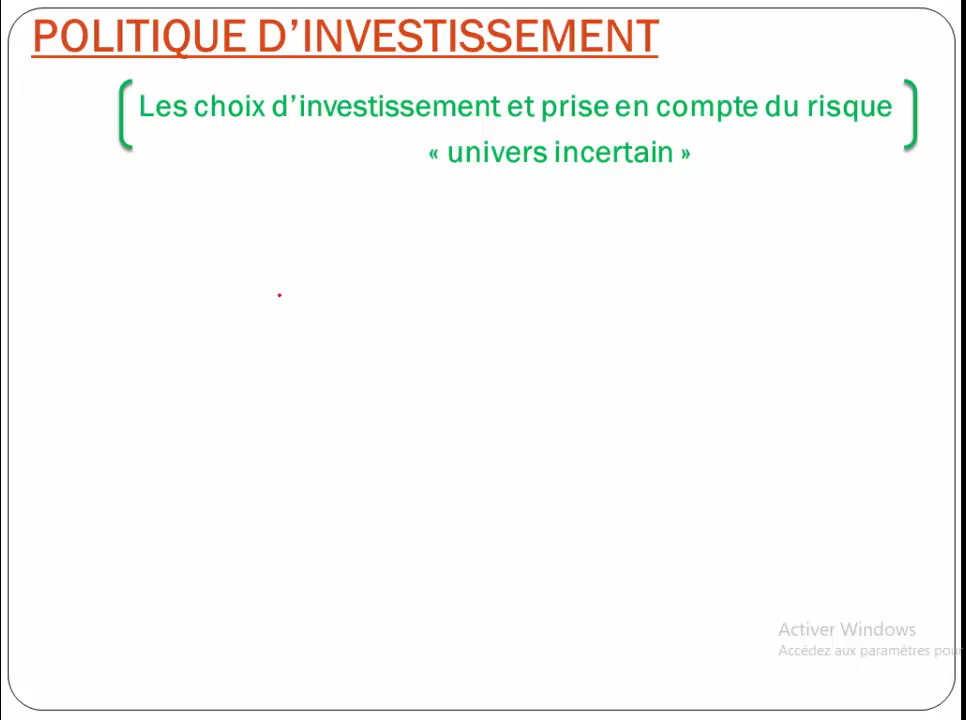 POLITIQUE D’INVESTISSEMENT
Les choix d’investissement et prise en compte du risque
« univers incertain »
Activer Windows
Accédez aux paramètres pour